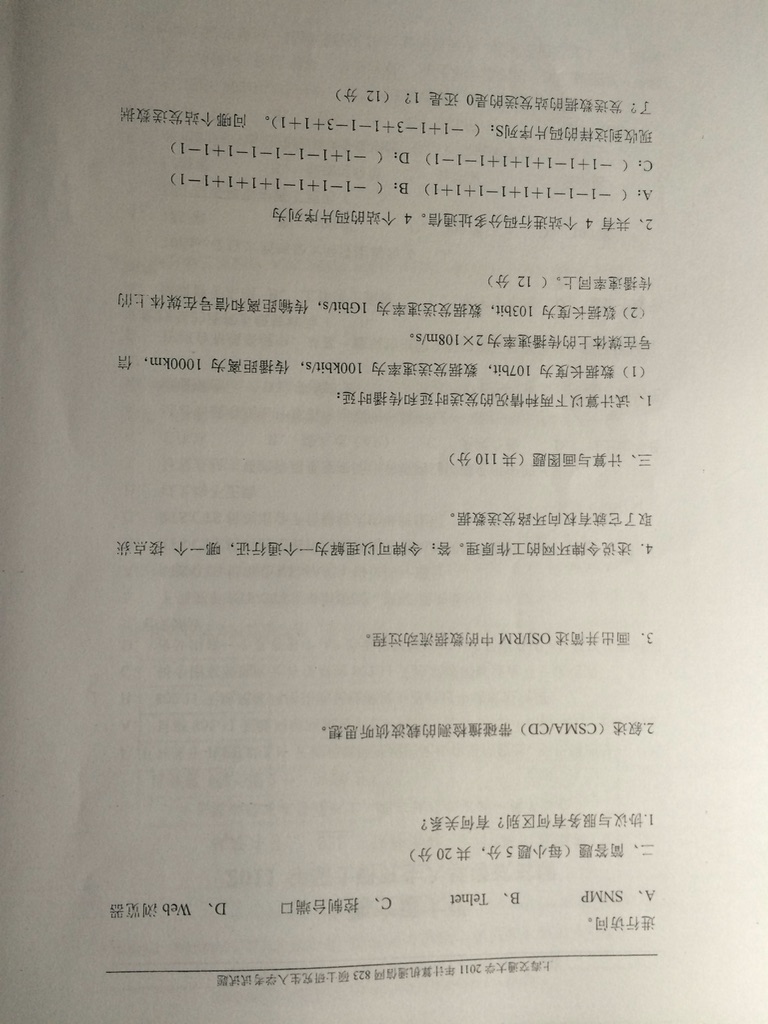 上海交通大学 2011 年计算机通信网 823 硕士研究生入学考试试题
进行访问。
A、 SNMP B、 Telnet C、 控制台端口 D、 Web 浏览器
二、简答题（每小题 5 分，共 20 分）
1.协议与服务有何区别？有何关系？
2.叙述（CSMA/CD）带碰撞检测的载波侦听思想。
3．画出并简述 OSI/RM 中的数据流动过程。
4．述说令牌环网的工作原理。答：令牌可以理解为一个通行证，哪一个 接点获
取了它就有权向环路发送数据。
三、计算与画图题（共 110 分）
1、试计算以下两种情况的发送时延和传播时延：
（1）数据长度为 107bit，数据发送速率为 100kbit/s，传播距离为 1000km，信
号在媒体上的传播速率为 2×108m/s。
（2）数据长度为 103bit，数据发送速率为 1Gbit/s，传输距离和信号在媒体上的
传播速率同上。（ 12 分）
2、共有 4 个站进行码分多址通信。4 个站的码片序列为
A：（ －1－1－1＋1＋1－1＋1＋1） B：（ －1－1＋1－1＋1＋1＋1－1）
C：（ －1＋1－1＋1＋1＋1－1－1） D：（ －1＋1－1－1－1－1＋1－1）
现收到这样的码片序列S：（ －1＋1－3＋1－1－3＋1＋1）。 问哪个站发送数据
了？发送数据的站发送的是0 还是 1？（12 分）